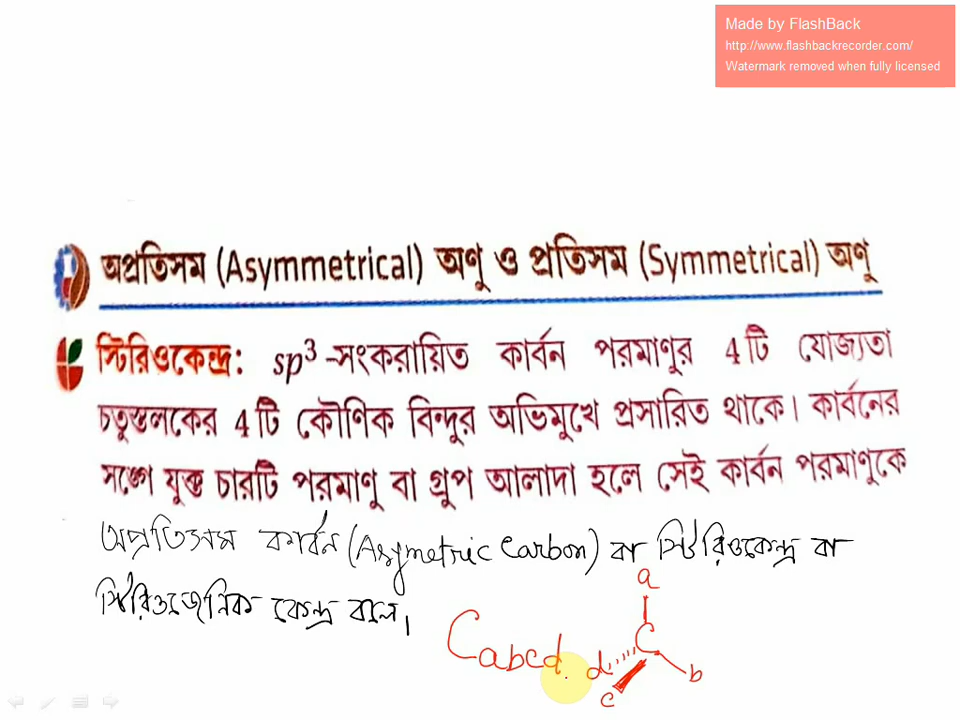 Made by FlashBack
http://www.flashbackrecorder.com/
Watermark removed when fully licensed
অপ্রতিসম (Asymmetrical) অণু ও প্রতিসম (Symmetrical) অণু
স্টিরিওকেন্দ্র: sp³-সংকরায়িত কার্বন পরমাণুর 4টি যোজ্যতা
চতুস্তলকের 4টি কৌণিক বিন্দুর অভিমুখে প্রসারিত থাকে। কার্বনের
সঙ্গে যুক্ত চারটি পরমাণু বা গ্রুপ আলাদা হলে সেই কার্বন পরমাণুকে
অপ্রতিসম কার্বন (Asymetric Carbon) বা স্টিরিওকেন্দ্র বা
স্টিরিওজেনিক কেন্দ্র বলে।
a
Cabcd. d C b
c